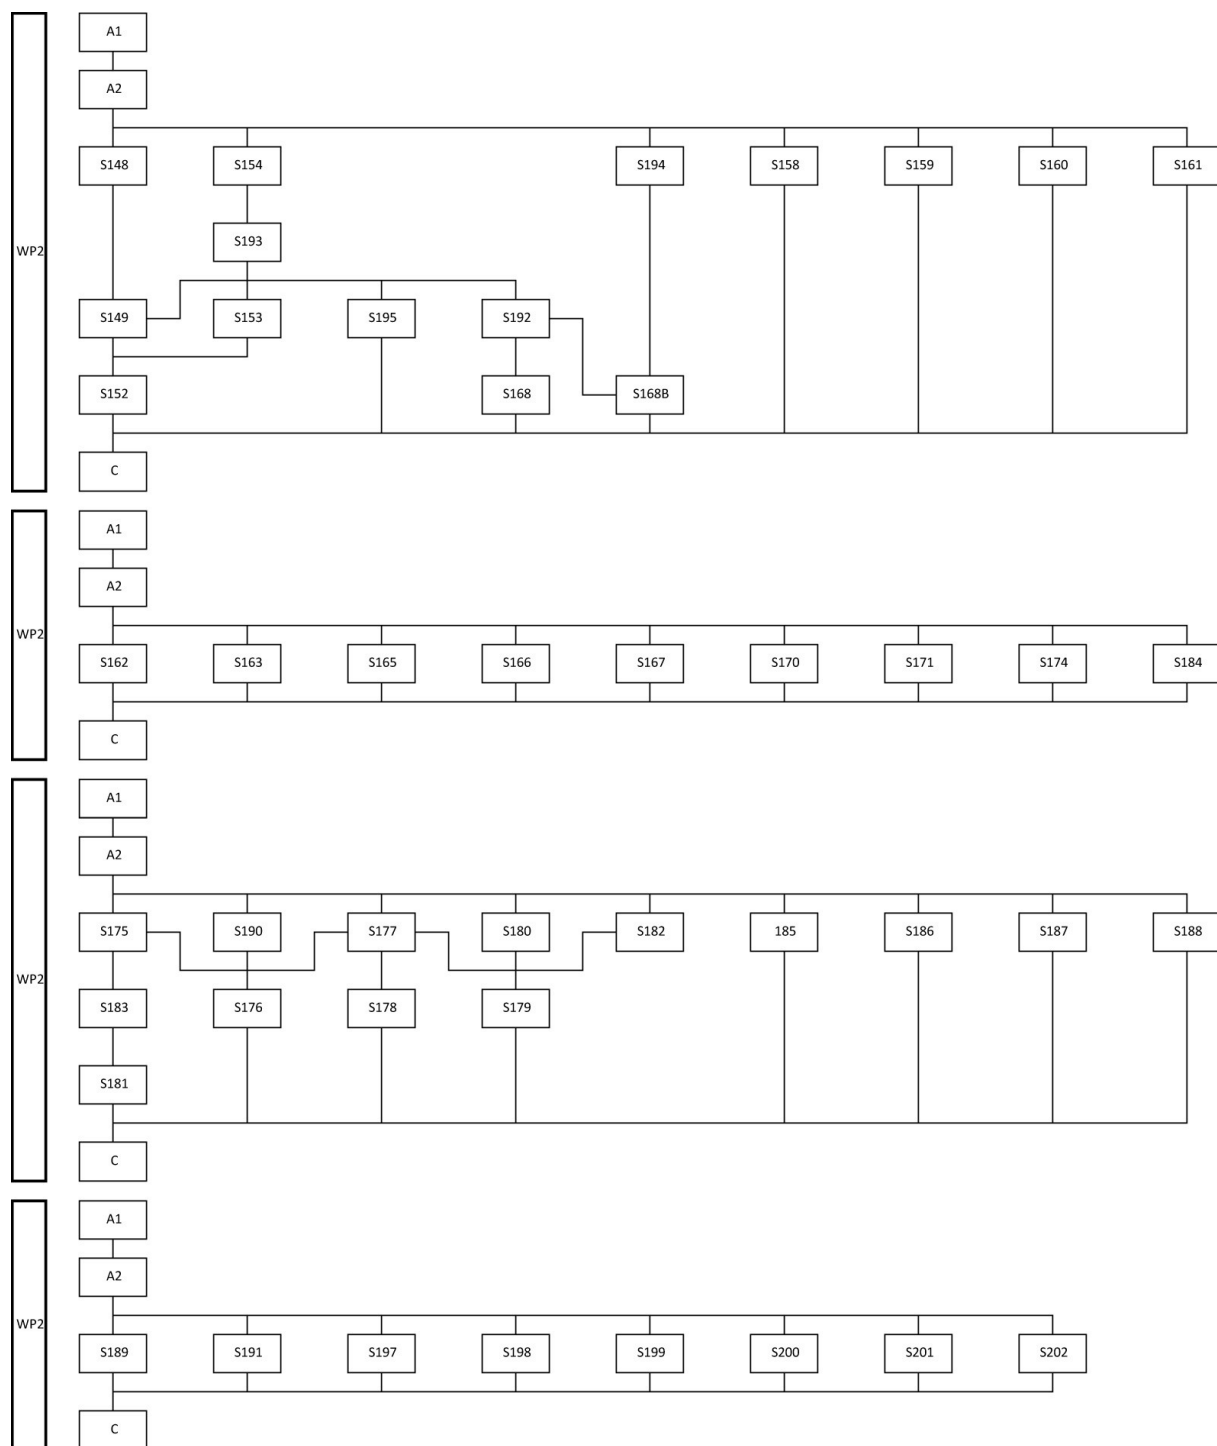 A1
A2
S148 S154 S194 S158 S159 S160 S161
S193
WP2
S149 S153 S195 S192
S152 S168 S168B
C
A1
A2
WP2
S162 S163 S165 S166 S167 S170 S171 S174 S184
C
A1
A2
S175 S190 S177 S180 S182 185 S186 S187 S188
WP2
S183 S176 S178 S179
S181
C
A1
A2
WP2
S189 S191 S197 S198 S199 S200 S201 S202
C